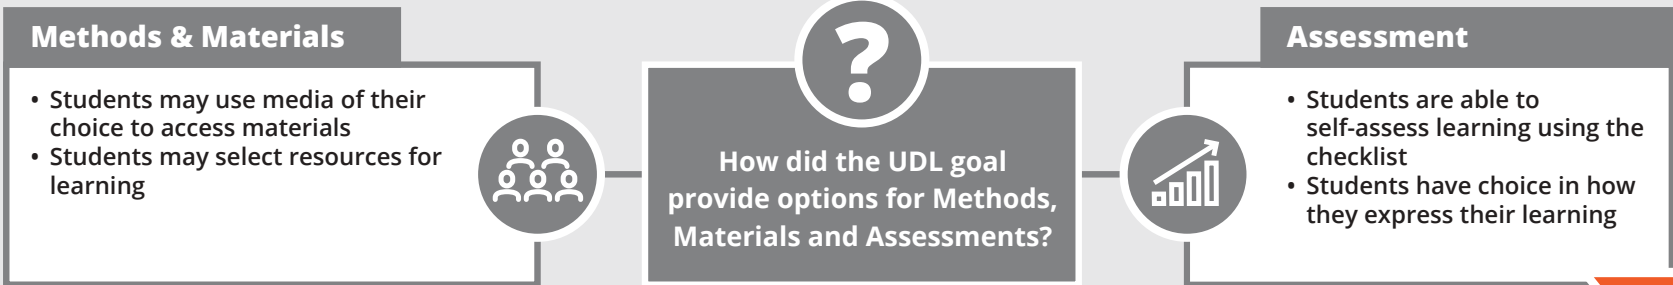 Methods & Materials
• Students may use media of their
choice to access materials
• Students may select resources for
learning
?
How did the UDL goal
provide options for Methods,
Materials and Assessments?
Assessment
• Students are able to
self-assess learning using the
checklist
• Students have choice in how
they express their learning